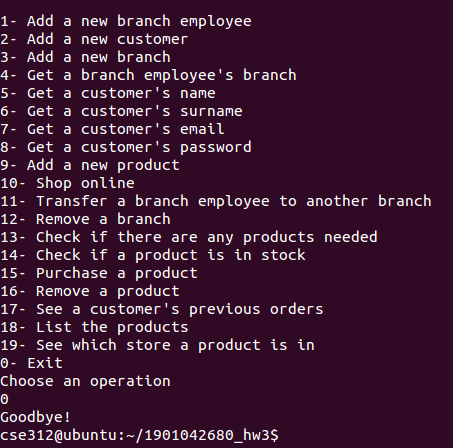 1- Add a new branch employee
2- Add a new customer
3- Add a new branch
4- Get a branch employee's branch
5- Get a customer's name
6- Get a customer's surname
7- Get a customer's email
8- Get a customer's password
9- Add a new product
10- Shop online
11- Transfer a branch employee to another branch
12- Remove a branch
13- Check if there are any products needed
14- Check if a product is in stock
15- Purchase a product
16- Remove a product
17- See a customer's previous orders
18- List the products
19- See which store a product is in
0- Exit
Choose an operation
0
Goodbye!
cse312@ubuntu:~/1901042680_hw3$